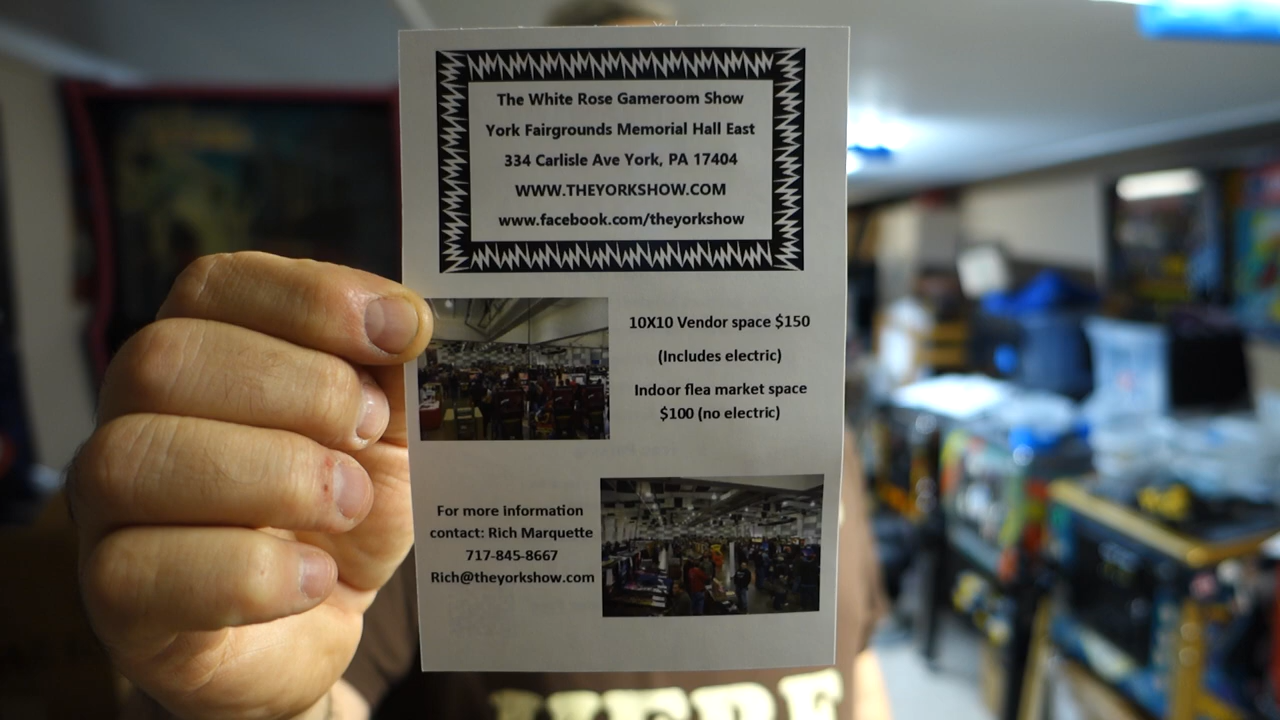 The White Rose Gameroom Show
York Fairgrounds Memorial Hall East
334 Carlisle Ave York, PA 17404
WWW.THEYORKSHOW.COM
www.facebook.com/theyorkshow
10X10 Vendor space $150
(Includes electric)
Indoor flea market space
$100 (no electric)
For more information
contact: Rich Marquette
717-845-8667
Rich@theyorkshow.com